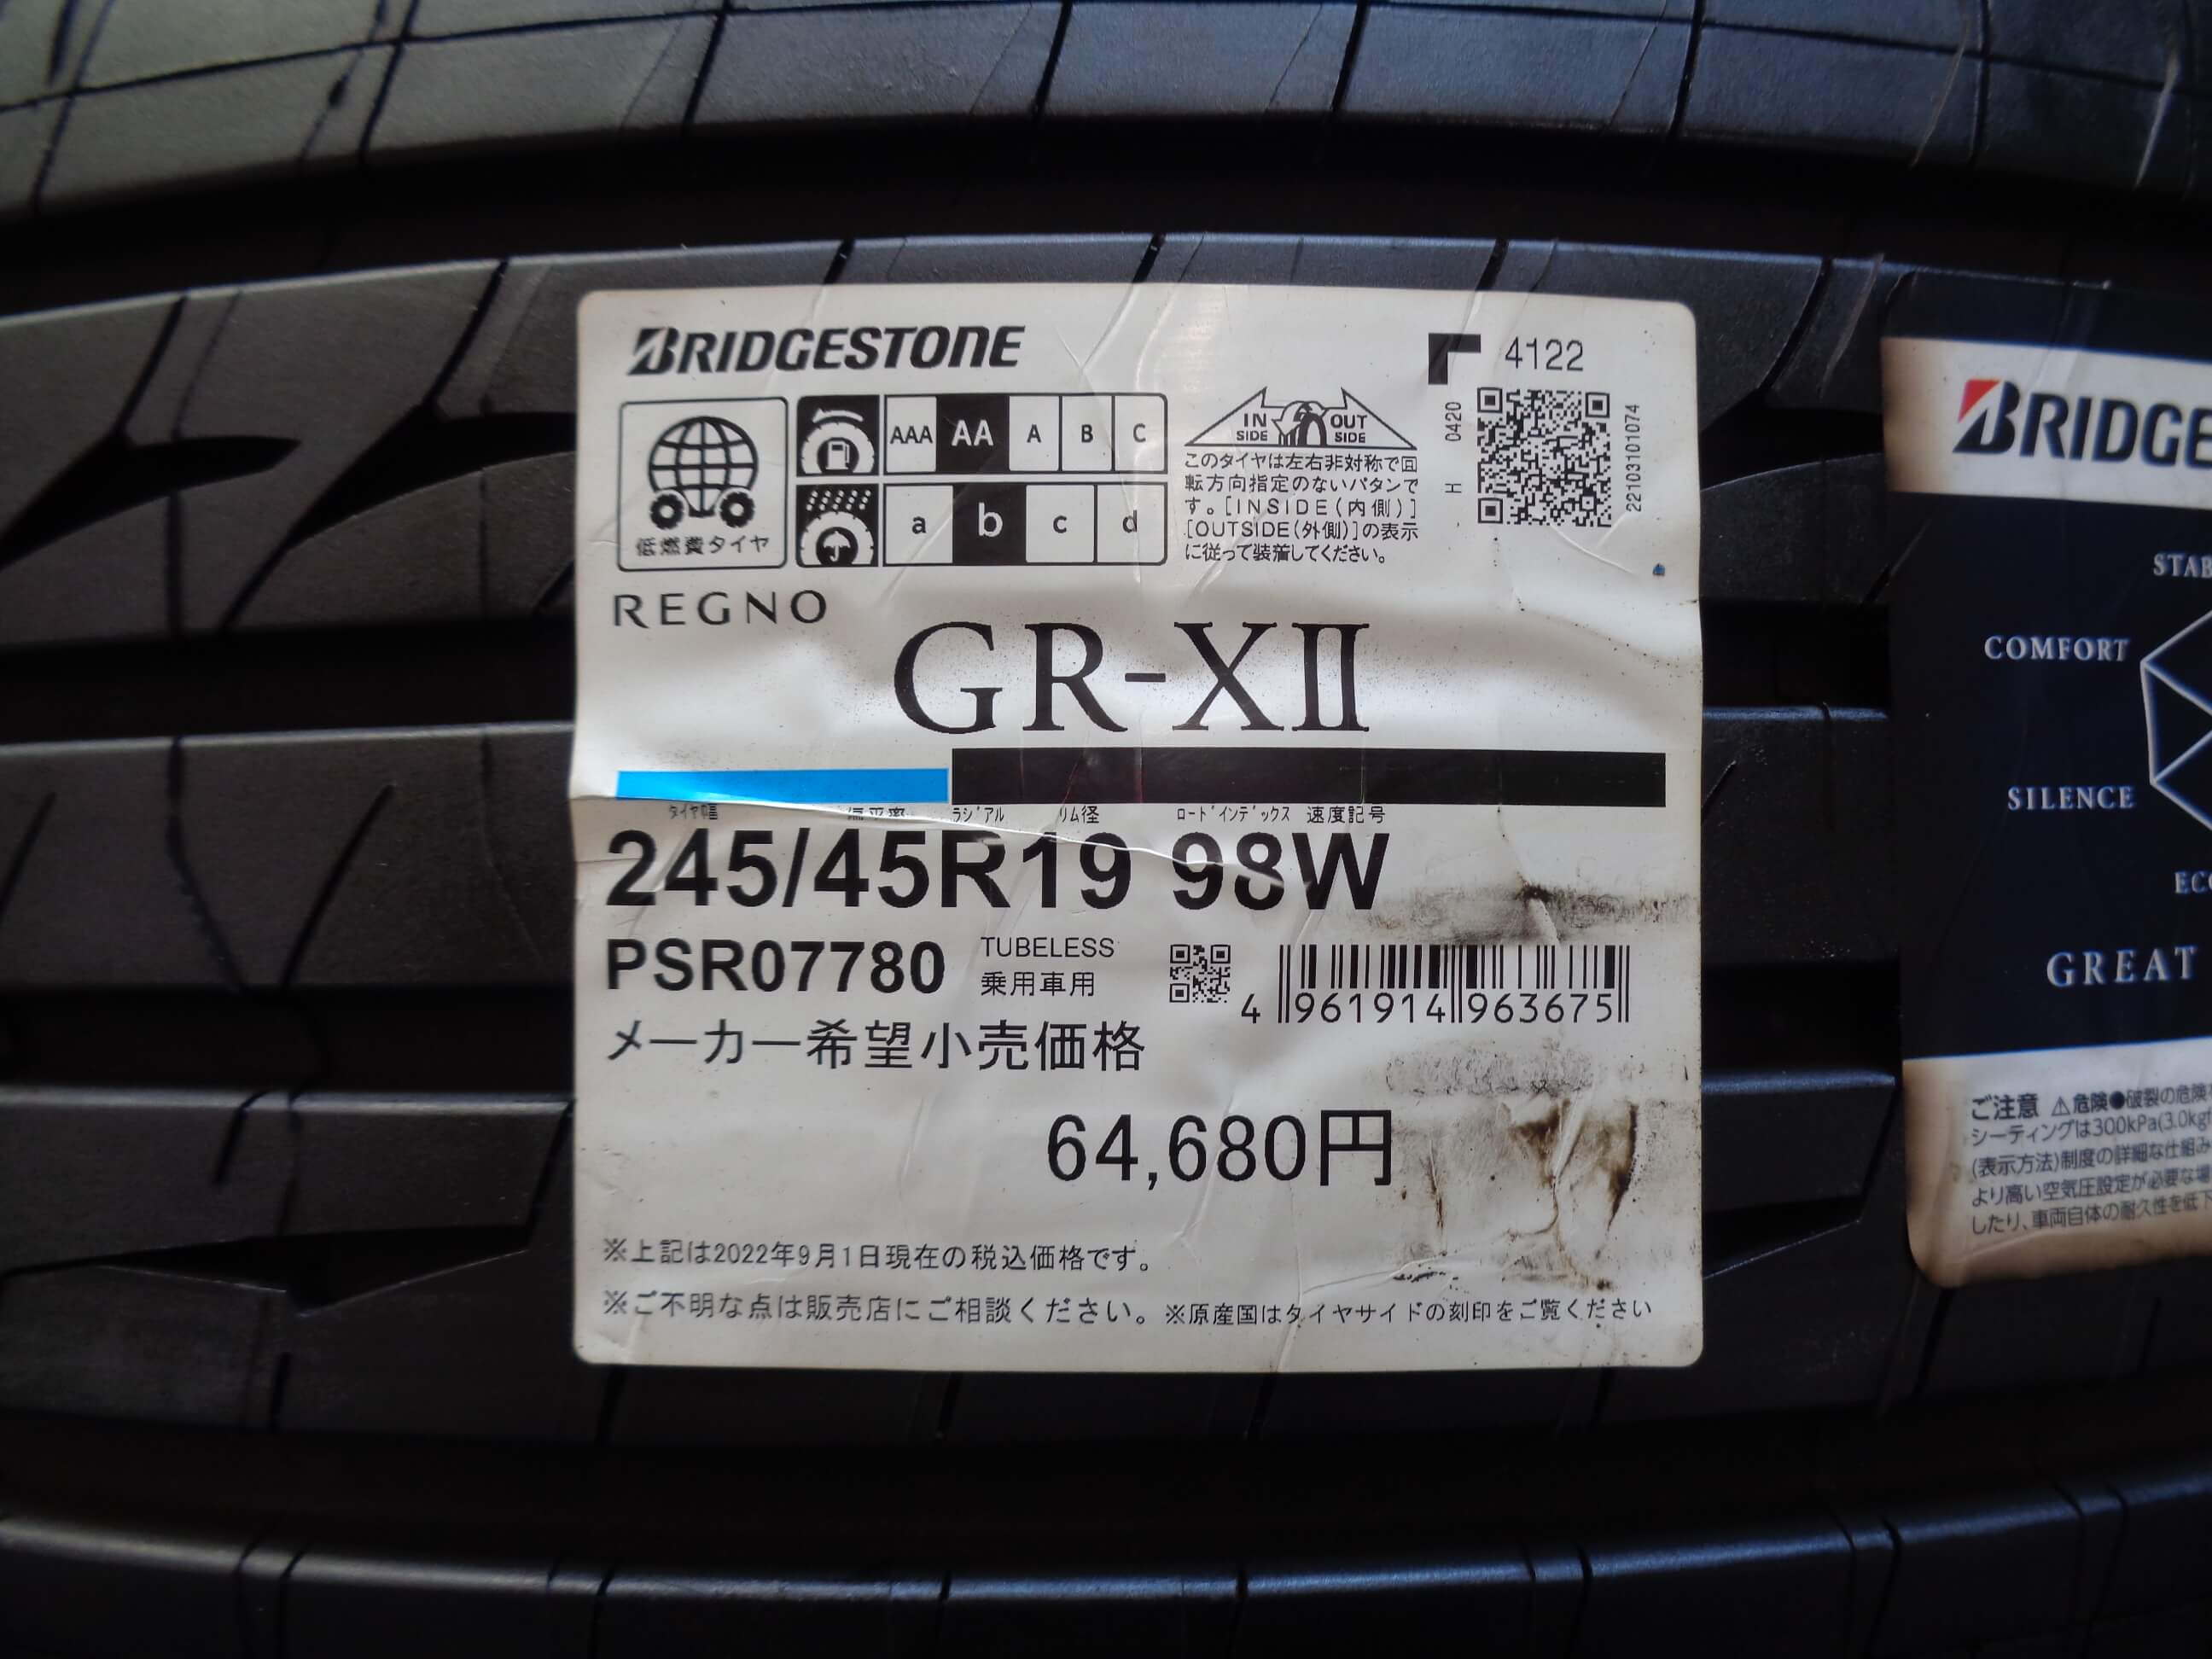 BRIDGESTONE
4122
低燃費タイヤ
AAA AA A B C
a b c d
IN SIDE OUT SIDE
このタイヤは左右非対称で回
転方向指定のないパタンで
す。[INSIDE(内側)]
[OUTSIDE(外側)]の表示
に従って装着してください。
H 0420
2210310107​4
REGNO
GR-XⅡ
タイヤ幅 偏平率 ラジアル リム径 ロードインデックス 速度記号
245/45R19 98W
PSR07780
TUBELESS
乗用車用
4 961914 963675
メーカー希望小売価格
64,680円
※上記は2022年9月1日現在の税込価格です。
※ご不明な点は販売店にご相談ください。※原産国はタイヤサイドの刻印をご覧ください
BRIDGE
STAB
COMFORT
SILENCE
ECO
GREAT
ご注意 ⚠危険●破裂の危険
シーティングは300kPa(3.0kg
(表示方法)制度の詳細な仕組み
より高い空気圧設定が必要な場
したり、車両自体の耐久性を低下